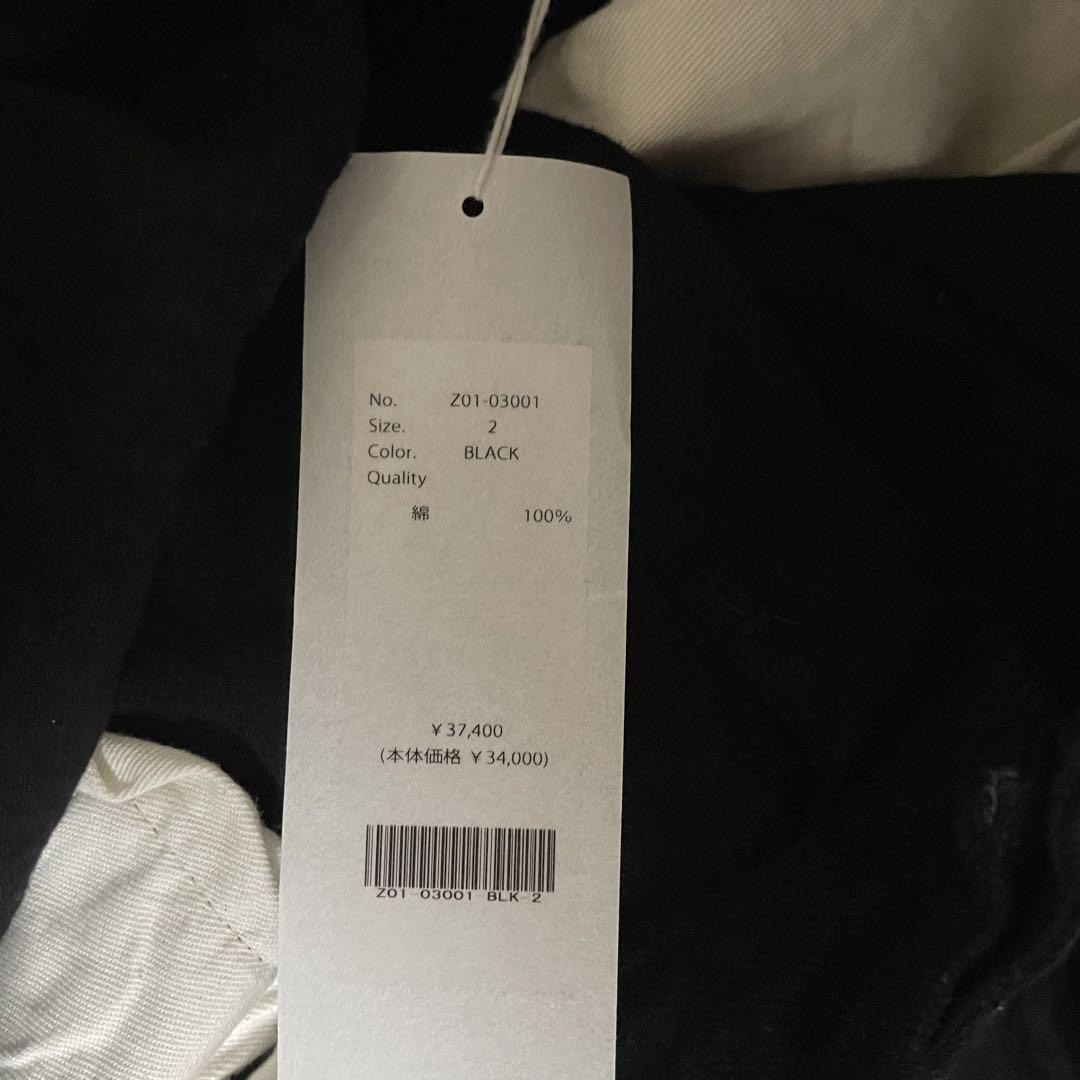 No. Z01-03001
Size. 2
Color. BLACK
Quality
綿 100%
¥37,400
(本体価格 ¥34,000)
Z01-03001-BLK-2